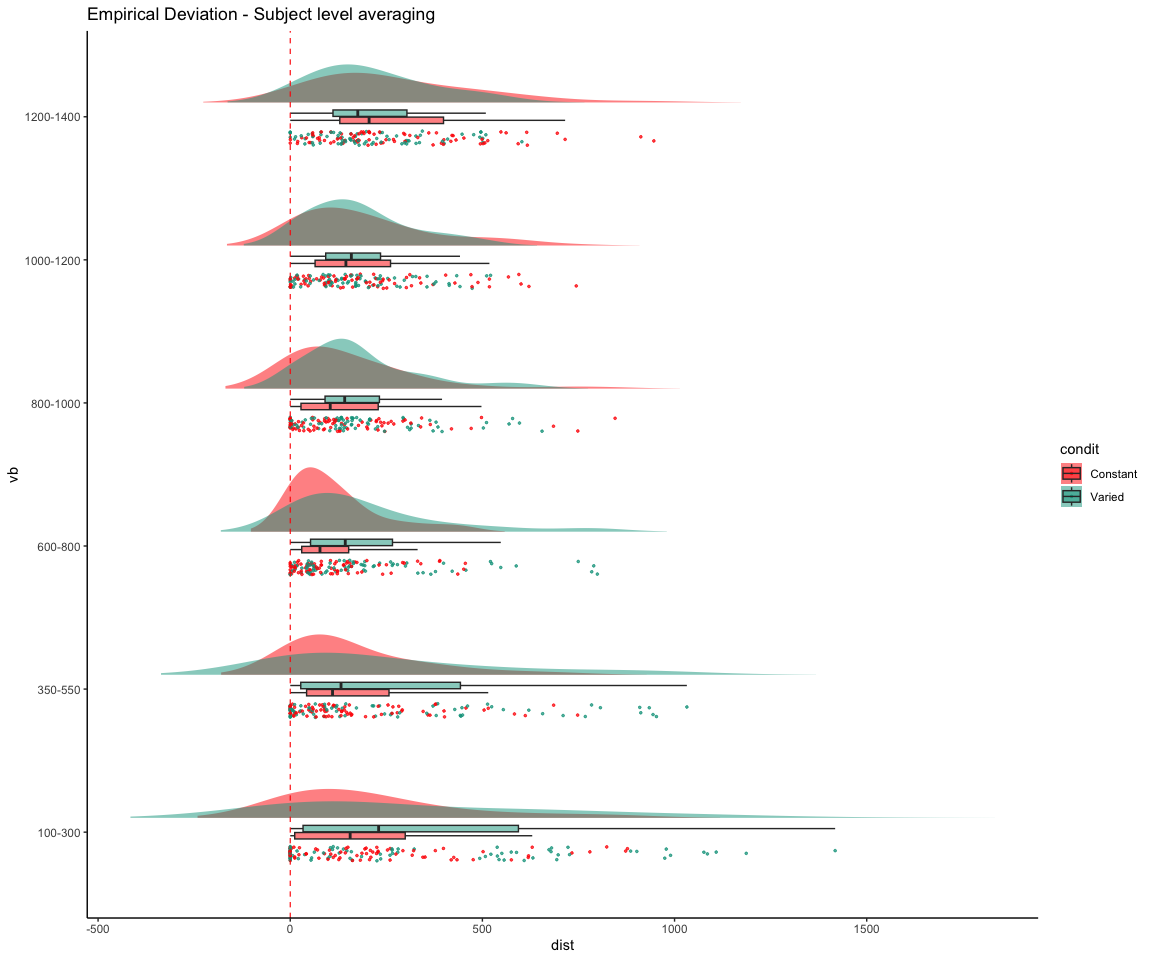 Empirical Deviation - Subject level averaging
1200-1400
1000-1200
800-1000
600-800
350-550
100-300
vb
-500
0
500
1000
1500
dist
condit
Constant
Varied